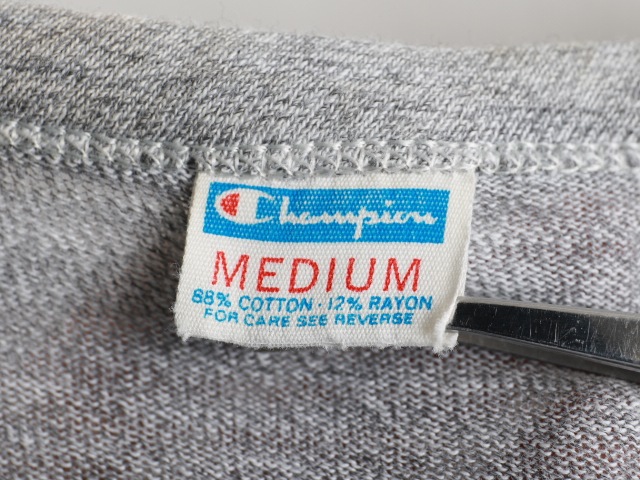 Champion
MEDIUM
88% COTTON · 12% RAYON
FOR CARE SEE REVERSE